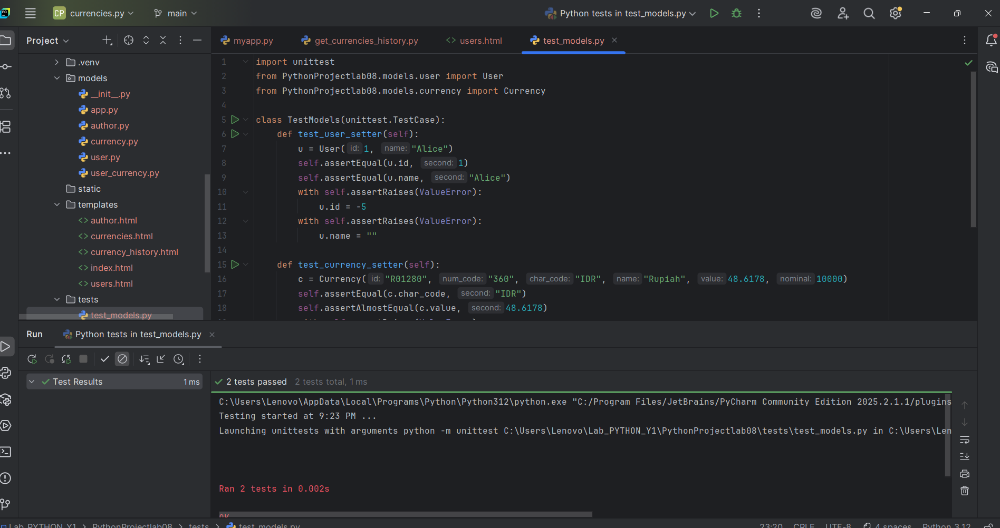 PC
CP currencies.py
main
Python tests in test_models.py
Project
.venv
models
__init__.py
app.py
author.py
currency.py
user.py
user_currency.py
static
templates
author.html
currencies.html
currency_history.html
index.html
users.html
tests
test_models.py
myapp.py
get_currencies_history.py
users.html
test_models.py
1 import unittest
2 from PythonProjectlab08.models.user import User
3 from PythonProjectlab08.models.currency import Currency
4
5 class TestModels(unittest.TestCase):
6 def test_user_setter(self):
7 u = User( id: 1, name: "Alice")
8 self.assertEqual(u.id, second: 1)
9 self.assertEqual(u.name, second: "Alice")
10 with self.assertRaises(ValueError):
11 u.id = -5
12 with self.assertRaises(ValueError):
13 u.name = ""
14
15 def test_currency_setter(self):
16 c = Currency( id: "R01280", num_code: "360", char_code: "IDR", name: "Rupiah", value: 48.6178, nominal: 10000)
17 self.assertEqual(c.char_code, second: "IDR")
18 self.assertAlmostEqual(c.value, second: 48.6178)
Run
Python tests in test_models.py
Test Results 1 ms
2 tests passed 2 tests total, 1 ms
C:\Users\Lenovo\AppData\Local\Programs\Python\Python312\python.exe "C:/Program Files/JetBrains/PyCharm Community Edition 2025.2.1.1/plugins
Testing started at 9:23 PM ...
Launching unittests with arguments python -m unittest C:\Users\Lenovo\Lab_PYTHON_Y1\PythonProjectlab08\tests\test_models.py in C:\Users\Len
Ran 2 tests in 0.002s
OK
Lab_PYTHON_Y1 > PythonProjectlab08 > tests > test_models.py
23:20 CRLF UTF-8 4 spaces Python 3.12